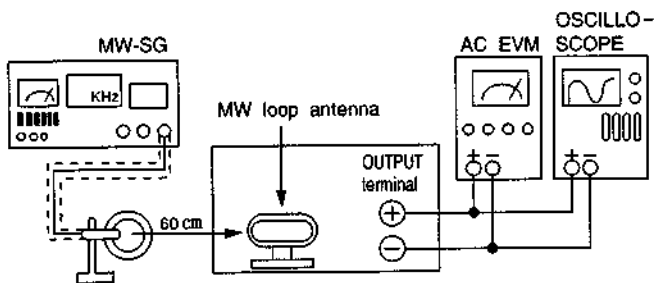 MW-SG
KHz
MW loop antenna
60 cm
OUTPUT
terminal
+
−
AC EVM
+ −
OSCILLO-
SCOPE
+ −